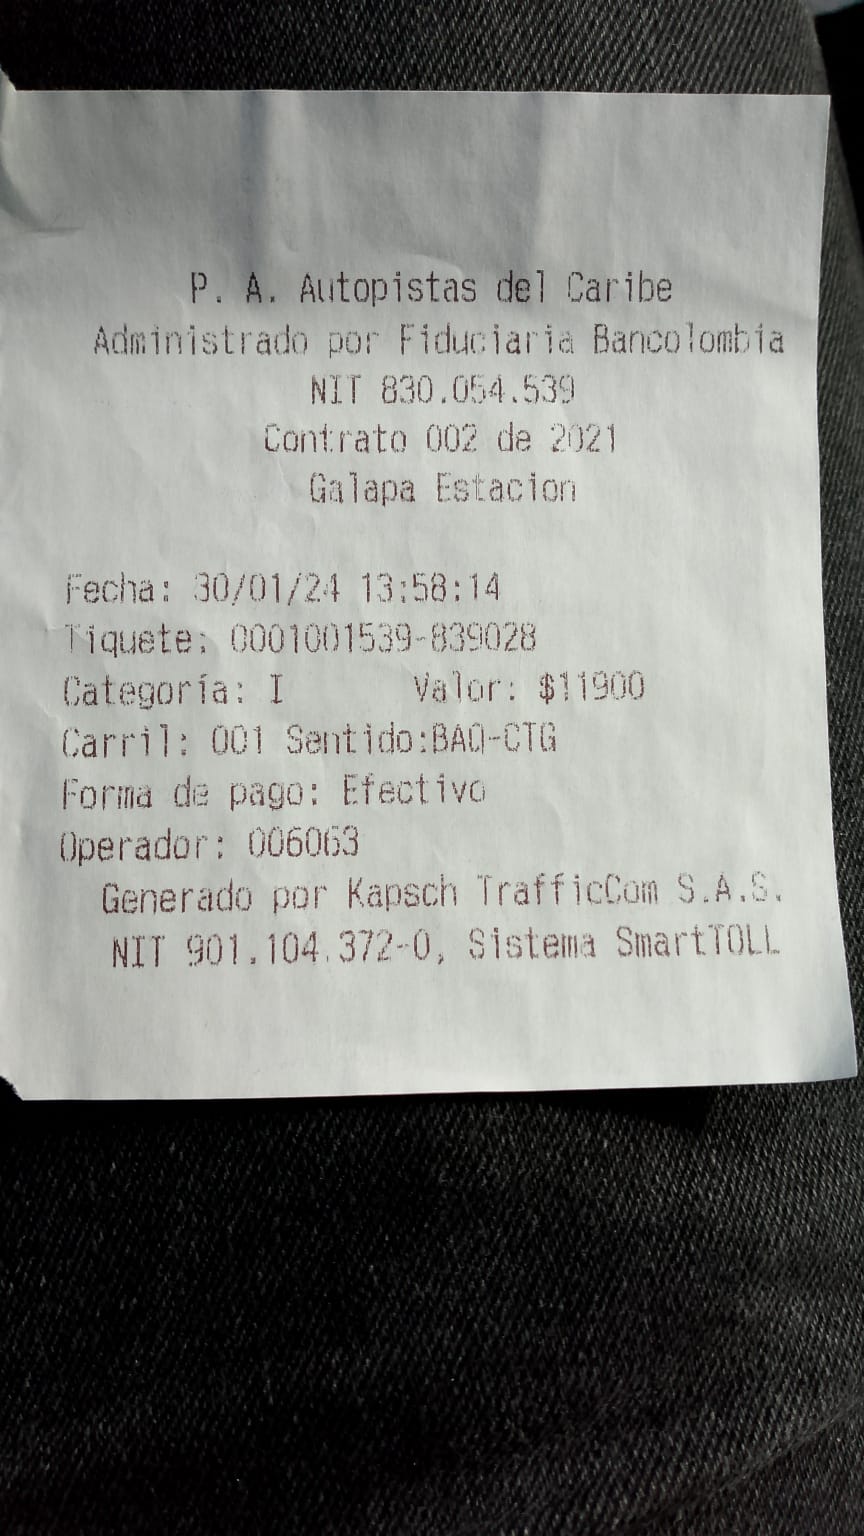 P. A. Autopistas del Caribe
Administrado por Fiduciaria Bancolombia
NIT 830.054.539
Contrato 002 de 2021
Galapa Estacion
Fecha: 30/01/24 13:58:14
Tiquete: 0001001539-839028
Categoría: I Valor: $11900
Carril: 001 Sentido:BAQ-CTG
Forma de pago: Efectivo
Operador: 006063
Generado por Kapsch TrafficCom S.A.S.
NIT 901.104.372-0, Sistema SmartTOLL